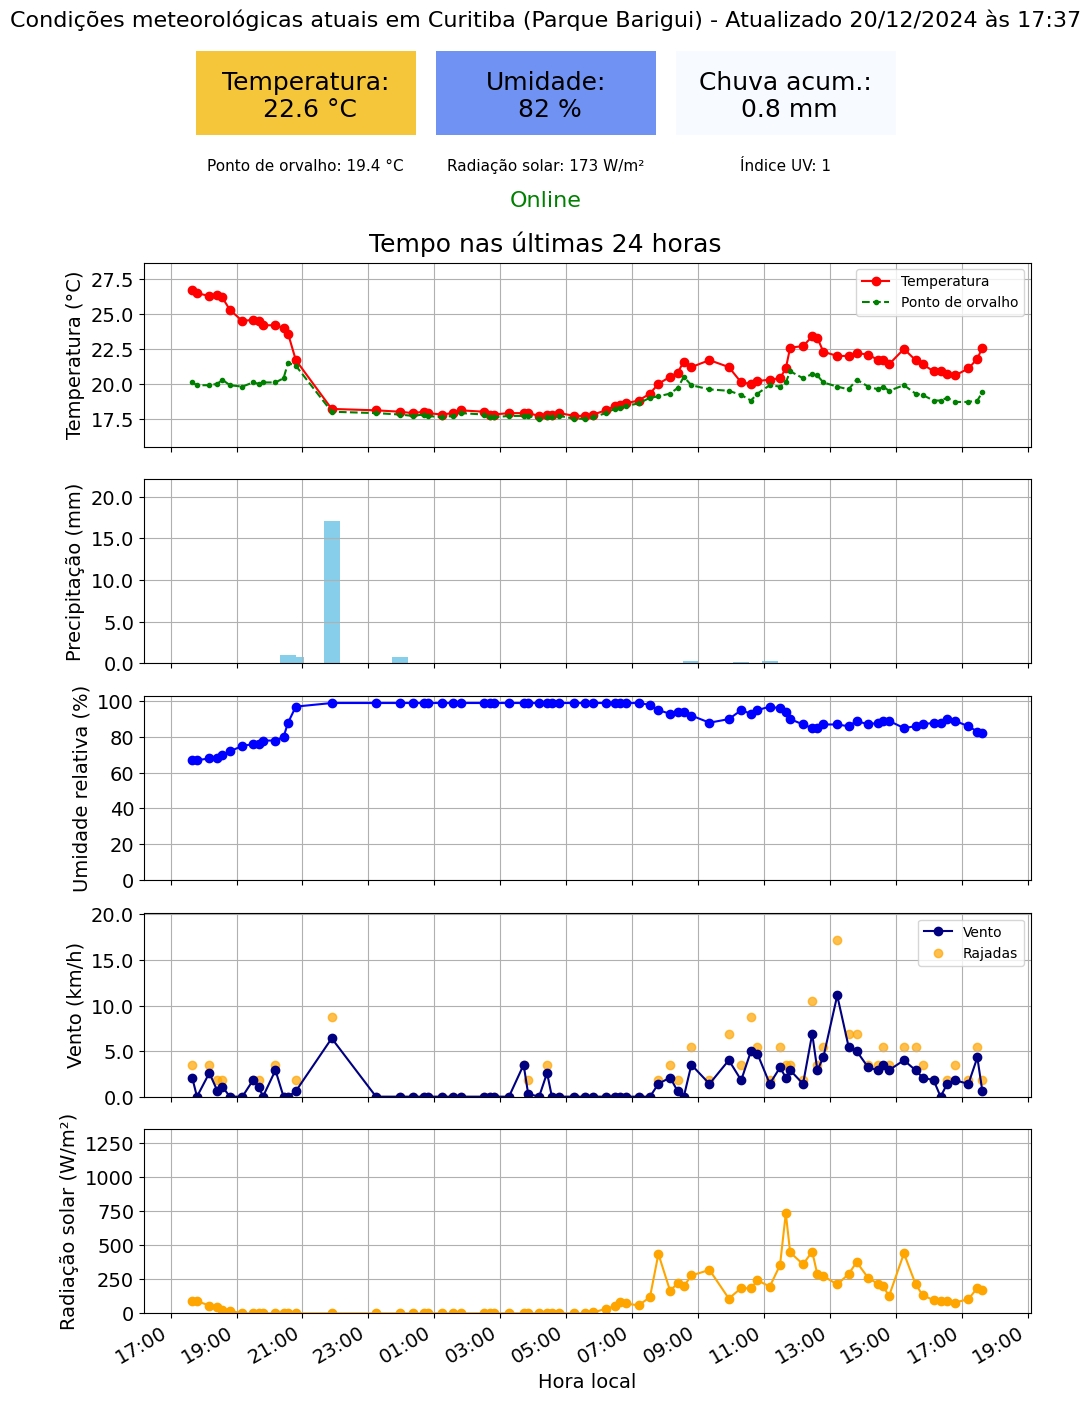 Condições meteorológicas atuais em Curitiba (Parque Barigui) - Atualizado 20/12/2024 às 17:37
Temperatura:
22.6 °C
Umidade:
82 %
Chuva acum.:
0.8 mm
Ponto de orvalho: 19.4 °C
Radiação solar: 173 W/m²
Índice UV: 1
Online
Tempo nas últimas 24 horas
Temperatura (°C)
27.5
25.0
22.5
20.0
17.5
Temperatura
Ponto de orvalho
Precipitação (mm)
20.0
15.0
10.0
5.0
0.0
Umidade relativa (%)
100
80
60
40
20
0
Vento (km/h)
20.0
15.0
10.0
5.0
0.0
Vento
Rajadas
Radiação solar (W/m²)
1250
1000
750
500
250
0
17:00
19:00
21:00
23:00
01:00
03:00
05:00
07:00
09:00
11:00
13:00
15:00
17:00
19:00
Hora local